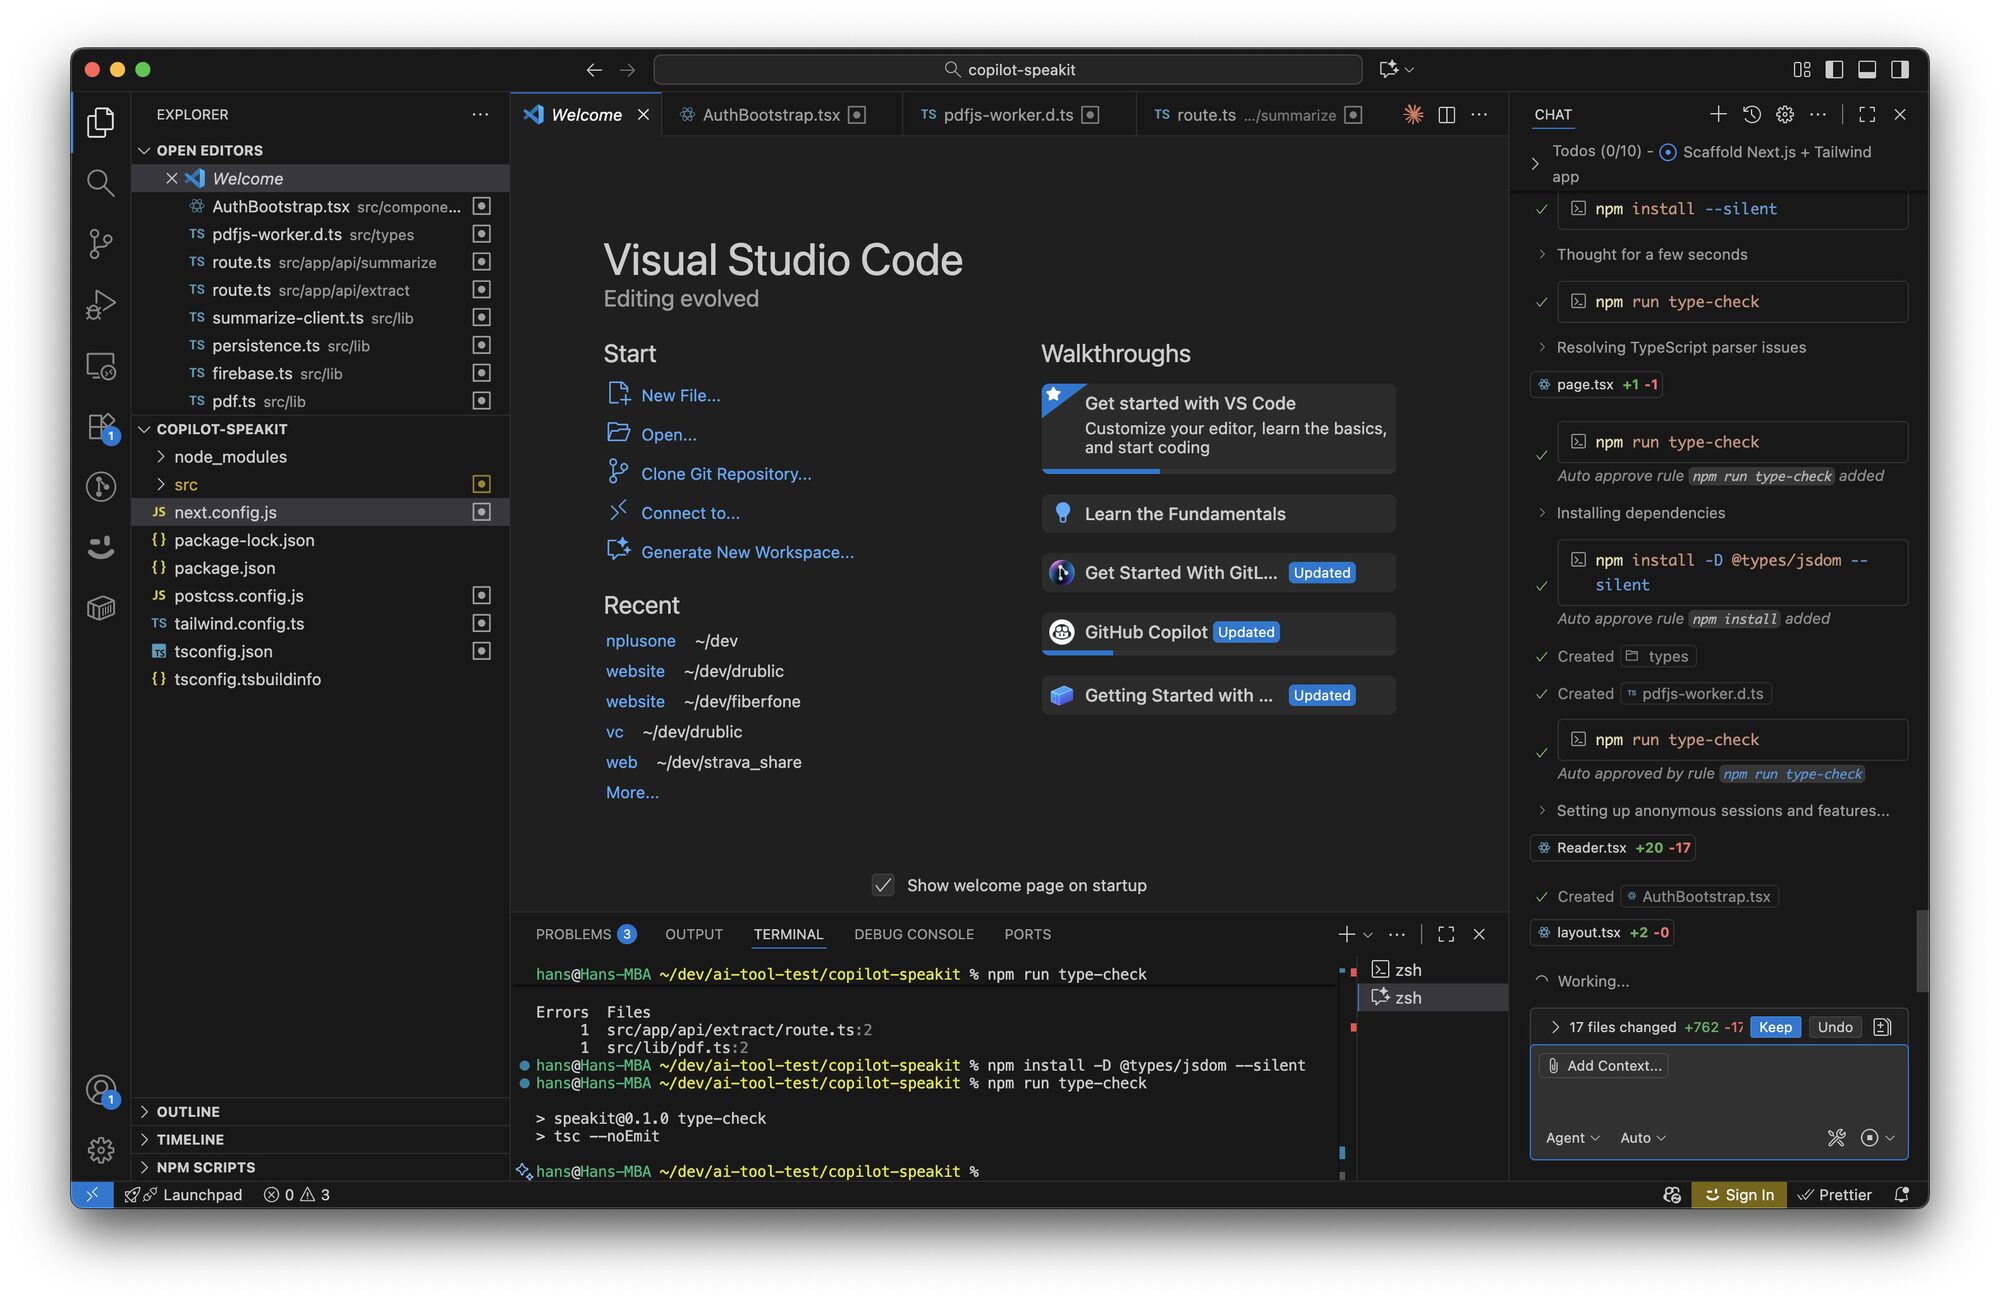 copilot-speakit
EXPLORER
OPEN EDITORS
Welcome
AuthBootstrap.tsx src/compone...
TS pdfjs-worker.d.ts src/types
TS route.ts src/app/api/summarize
TS route.ts src/app/api/extract
TS summarize-client.ts src/lib
TS persistence.ts src/lib
TS firebase.ts src/lib
TS pdf.ts src/lib
COPILOT-SPEAKIT
node_modules
src
JS next.config.js
{} package-lock.json
{} package.json
JS postcss.config.js
TS tailwind.config.ts
TS tsconfig.json
{} tsconfig.tsbuildinfo
OUTLINE
TIMELINE
NPM SCRIPTS
1
1
Welcome
AuthBootstrap.tsx
TS pdfjs-worker.d.ts
TS route.ts .../summarize
Visual Studio Code
Editing evolved
Start
New File...
Open...
Clone Git Repository...
Connect to...
Generate New Workspace...
Recent
nplusone ~/dev
website ~/dev/drublic
website ~/dev/fiberfone
vc ~/dev/drublic
web ~/dev/strava_share
More...
Walkthroughs
Get started with VS Code
Customize your editor, learn the basics,
and start coding
Learn the Fundamentals
Get Started With GitL... Updated
GitHub Copilot Updated
Getting Started with ... Updated
Show welcome page on startup
PROBLEMS 3 OUTPUT TERMINAL DEBUG CONSOLE PORTS
hans@Hans-MBA ~/dev/ai-tool-test/copilot-speakit % npm run type-check
Errors Files
1 src/app/api/extract/route.ts:2
1 src/lib/pdf.ts:2
hans@Hans-MBA ~/dev/ai-tool-test/copilot-speakit % npm install -D @types/jsdom --silent
hans@Hans-MBA ~/dev/ai-tool-test/copilot-speakit % npm run type-check
> speakit@0.1.0 type-check
> tsc --noEmit
hans@Hans-MBA ~/dev/ai-tool-test/copilot-speakit %
zsh
zsh
CHAT
Todos (0/10) - Scaffold Next.js + Tailwind
app
npm install --silent
Thought for a few seconds
npm run type-check
Resolving TypeScript parser issues
page.tsx +1 -1
npm run type-check
Auto approve rule npm run type-check added
Installing dependencies
npm install -D @types/jsdom --
silent
Auto approve rule npm install added
Created types
Created TS pdfjs-worker.d.ts
npm run type-check
Auto approved by rule npm run type-check
Setting up anonymous sessions and features...
Reader.tsx +20 -17
Created AuthBootstrap.tsx
layout.tsx +2 -0
Working...
17 files changed +762 -17 Keep Undo
Add Context...
Agent Auto
Launchpad 0 3
Sign In Prettier